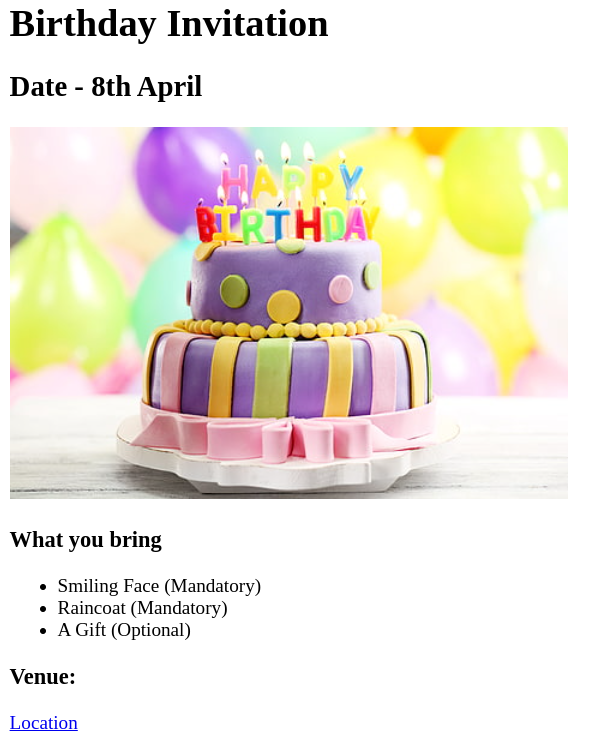 Birthday Invitation
Date - 8th April
HAPPY
BIRTHDAY
What you bring
Smiling Face (Mandatory)
Raincoat (Mandatory)
A Gift (Optional)
Venue:
Location